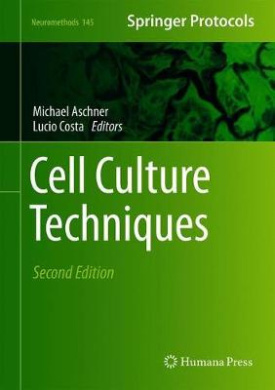 Neuromethods 145
Springer Protocols
Michael Aschner
Lucio Costa Editors
Cell Culture
Techniques
Second Edition
Humana Press